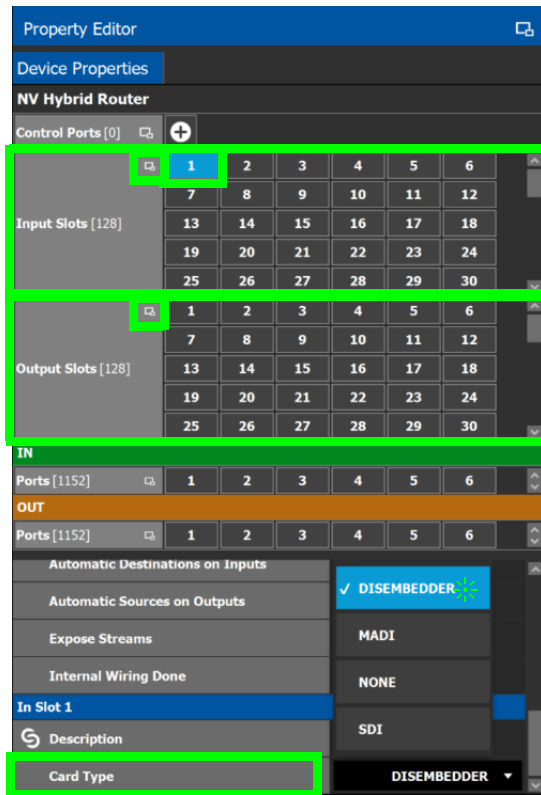 Property Editor
Device Properties
NV Hybrid Router
Control Ports [0]
1 2 3 4 5 6
7 8 9 10 11 12
Input Slots [128] 13 14 15 16 17 18
19 20 21 22 23 24
25 26 27 28 29 30
1 2 3 4 5 6
7 8 9 10 11 12
Output Slots [128] 13 14 15 16 17 18
19 20 21 22 23 24
25 26 27 28 29 30
IN
Ports [1152] 1 2 3 4 5 6
OUT
Ports [1152] 1 2 3 4 5 6
Automatic Destinations on Inputs
✓ DISEMBEDDER
Automatic Sources on Outputs
Expose Streams MADI
Internal Wiring Done NONE
In Slot 1
SDI
Description
Card Type DISEMBEDDER